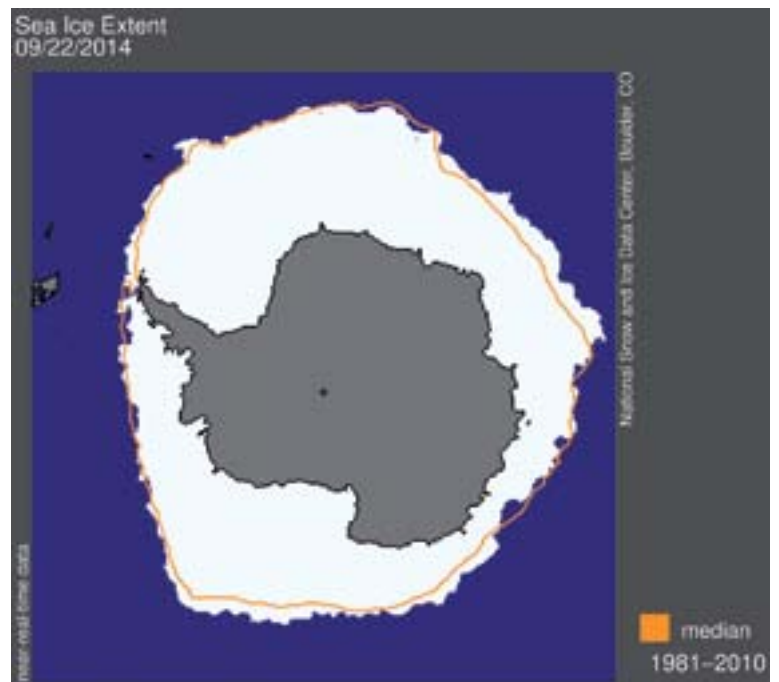 Sea Ice Extent
09/22/2014
National Snow and Ice Data Center, Boulder, CO
near-real-time data
median
1981–2010